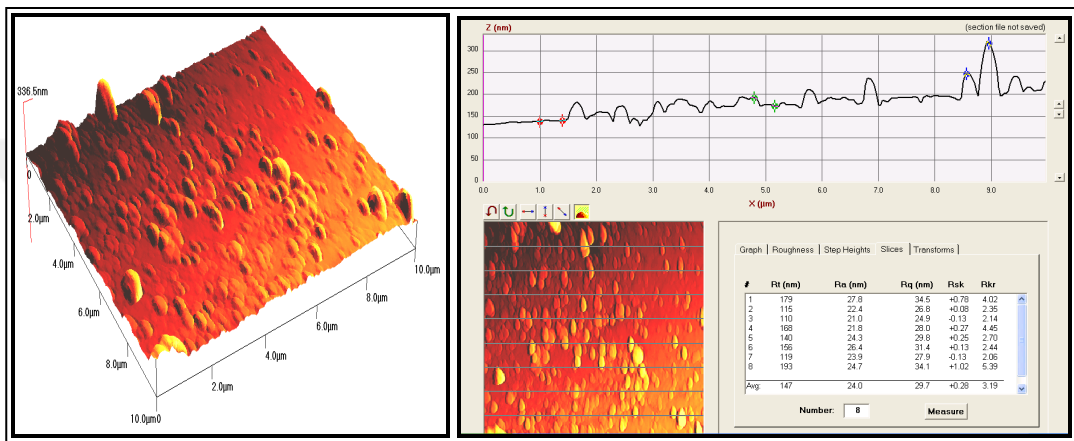 336.5nm
0
2.0µm
4.0µm
6.0µm
8.0µm
10.0µm0
2.0µm
4.0µm
6.0µm
8.0µm
10.0µm
Z (nm) (section file not saved)
300
250
200
150
100
50
0
0.0 1.0 2.0 3.0 4.0 5.0 6.0 7.0 8.0 9.0
X (µm)
Graph Roughness Step Heights Slices Transforms
# Rt (nm) Ra (nm) Rq (nm) Rsk Rkr
1 179 27.8 34.5 +0.78 4.02
2 115 22.4 26.8 +0.08 2.35
3 110 21.0 24.9 -0.13 2.14
4 168 21.8 28.0 +0.27 4.45
5 140 24.3 29.8 +0.25 2.70
6 156 26.4 31.4 +0.13 2.44
7 119 23.9 27.9 -0.13 2.06
8 193 24.7 34.1 +1.02 5.39
Avg: 147 24.0 29.7 +0.28 3.19
Number: 8 Measure